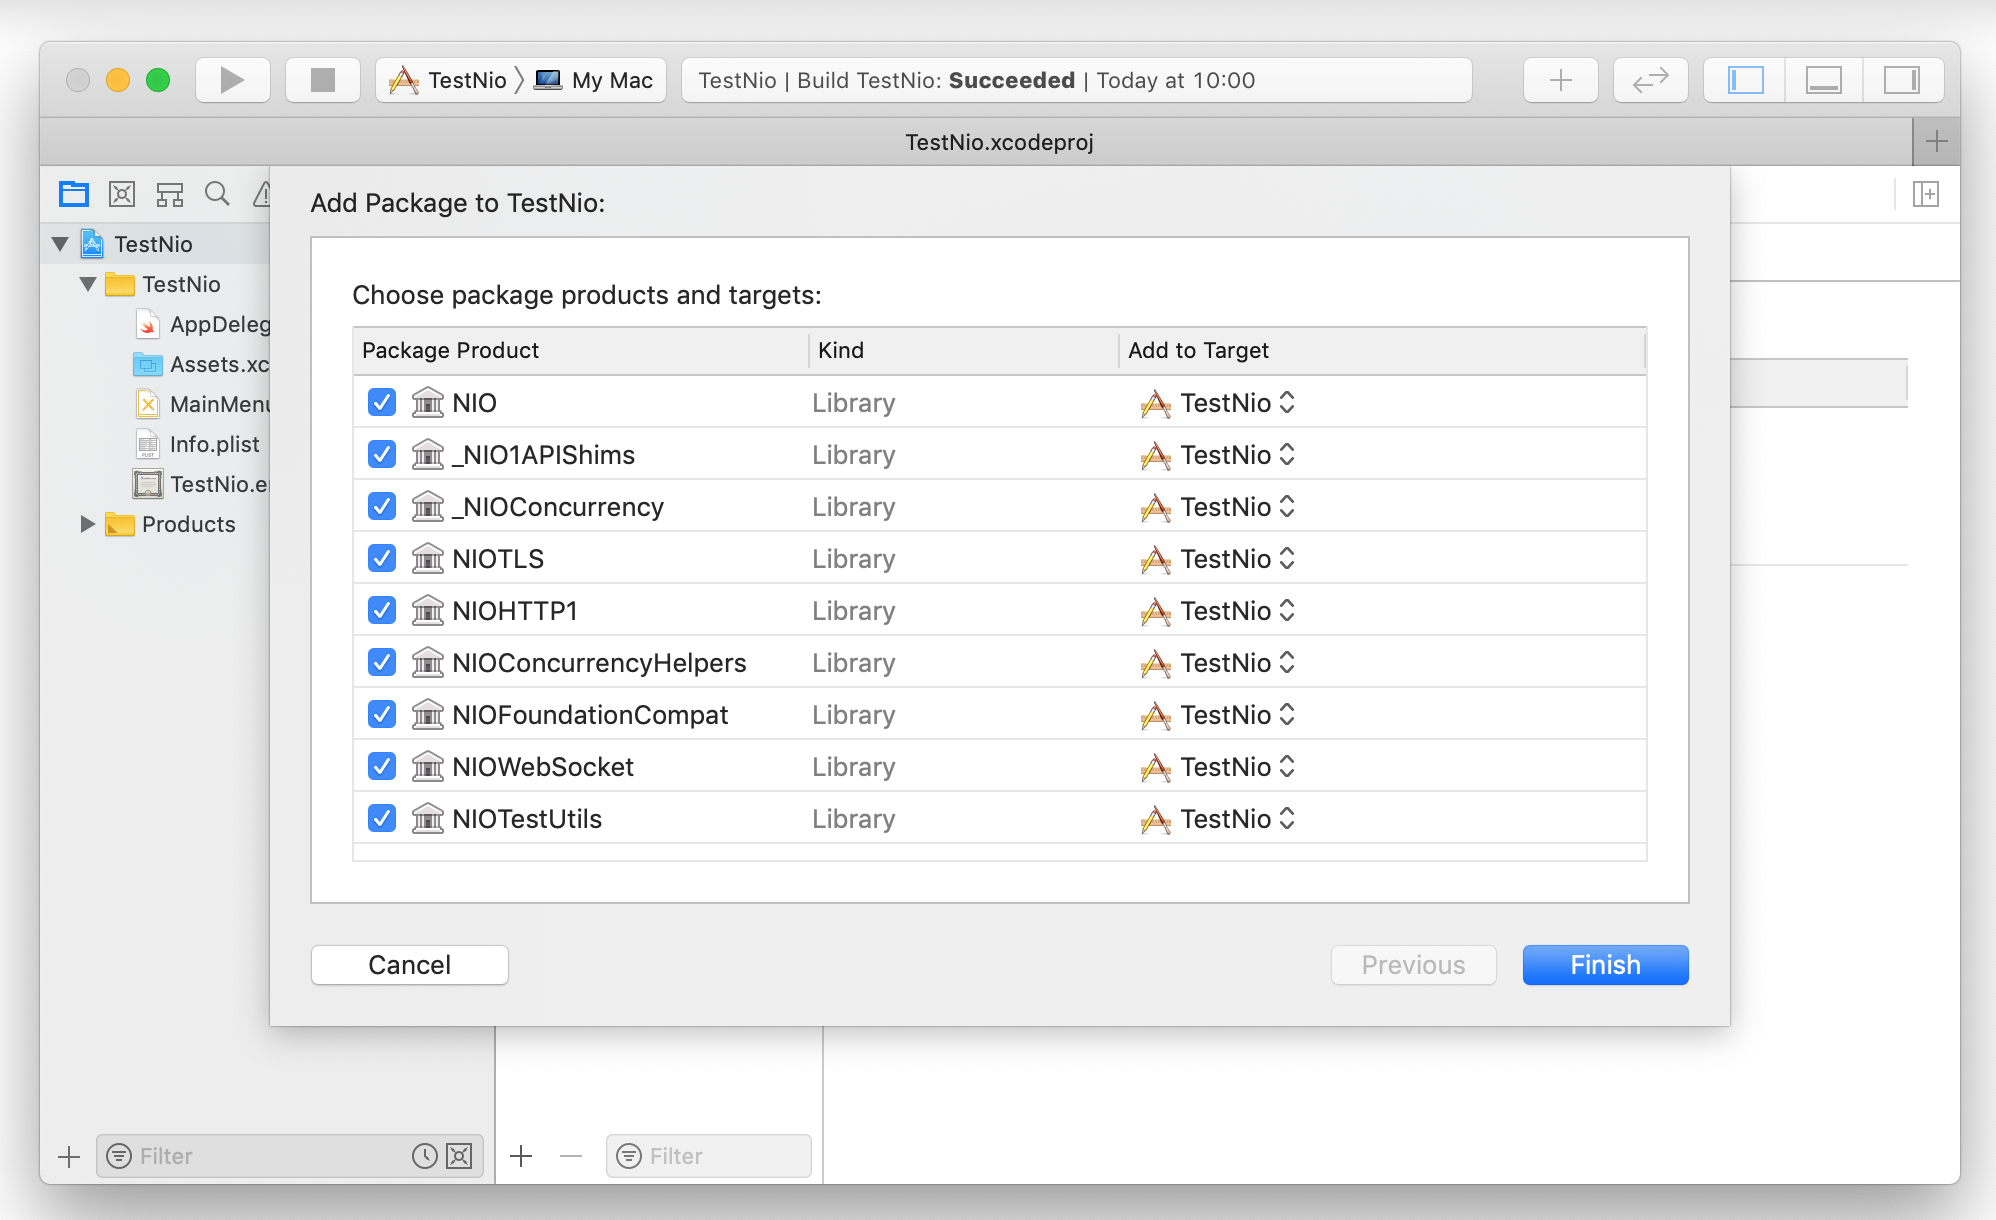 TestNio 〉 My Mac
TestNio | Build TestNio: Succeeded | Today at 10:00
TestNio.xcodeproj
TestNio
TestNio
AppDeleg
Assets.xc
MainMenu
Info.plist
TestNio.e
Products
Add Package to TestNio:
Choose package products and targets:
Package Product Kind Add to Target
NIO Library TestNio
_NIO1APIShims Library TestNio
_NIOConcurrency Library TestNio
NIOTLS Library TestNio
NIOHTTP1 Library TestNio
NIOConcurrencyHelpers Library TestNio
NIOFoundationCompat Library TestNio
NIOWebSocket Library TestNio
NIOTestUtils Library TestNio
Cancel Previous Finish
Filter Filter